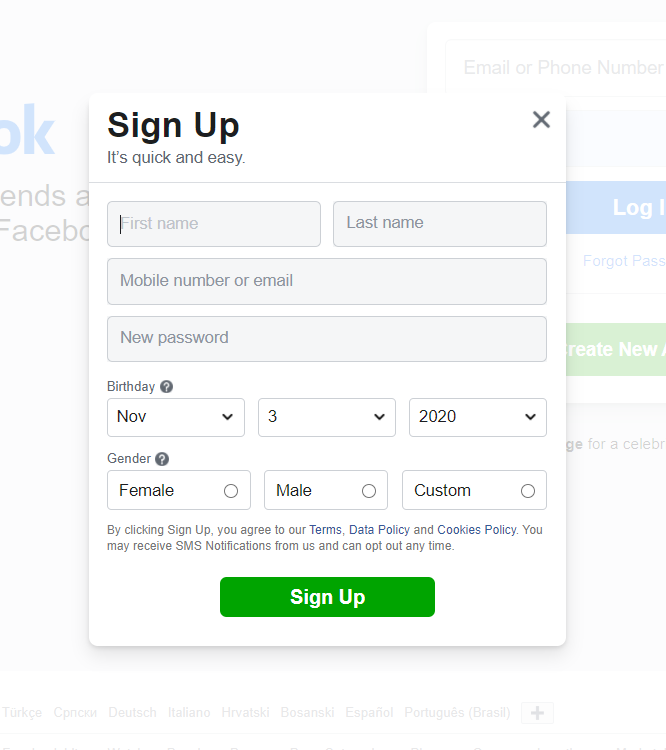 Email or Phone Number
Sign Up
It's quick and easy.
ok
ends a
First name
Last name
Log I
Facebo
Forgot Pass
Mobile number or email
New password
reate New A
Birthday ?
Nov 3 2020
ge for a celebr
Gender ?
Female Male Custom
By clicking Sign Up, you agree to our Terms, Data Policy and Cookies Policy. You
may receive SMS Notifications from us and can opt out any time.
Sign Up
Türkçe Српски Deutsch Italiano Hrvatski Bosanski Español Português (Brasil) +